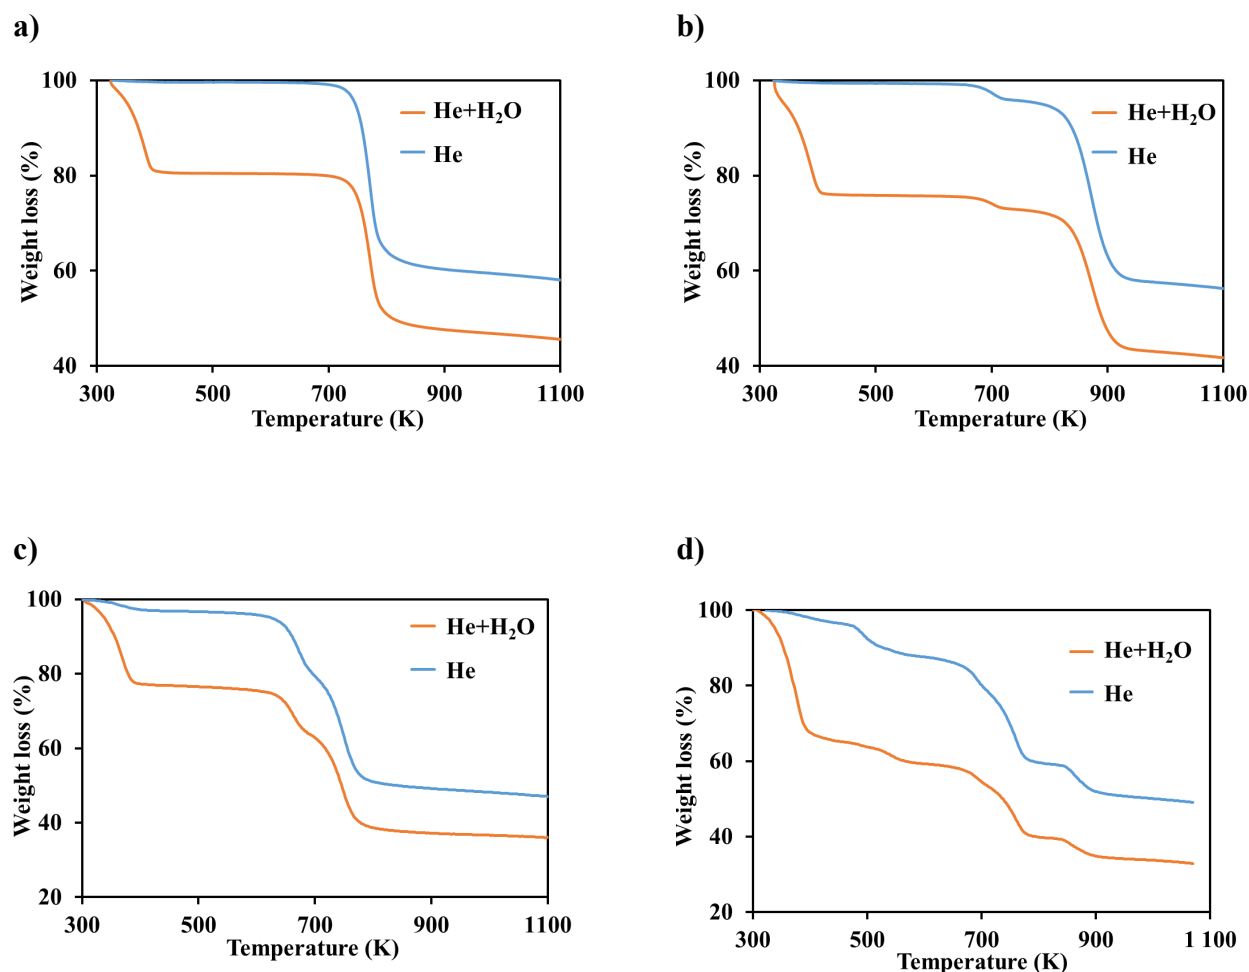 a)
100
80
60
40
Weight loss (%)
He+H₂O
He
300 500 700 900 1100
Temperature (K)
b)
100
80
60
40
Weight loss (%)
He+H₂O
He
300 500 700 900 1100
Temperature (K)
c)
100
80
60
40
20
Weight loss (%)
He+H₂O
He
300 500 700 900 1100
Temperature (K)
d)
100
80
60
40
20
Weight loss (%)
He+H₂O
He
300 500 700 900 1 100
Temperature (K)